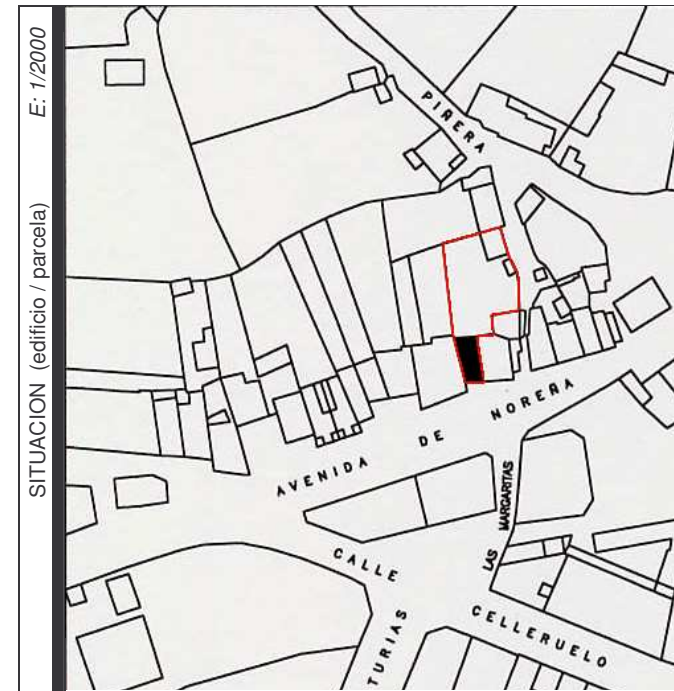 SITUACION (edificio / parcela) E: 1/2000
PIÑERA
AVENIDA DE NOREÑA
LAS MARGARITAS
CALLE CELLERUELO
TURIAS